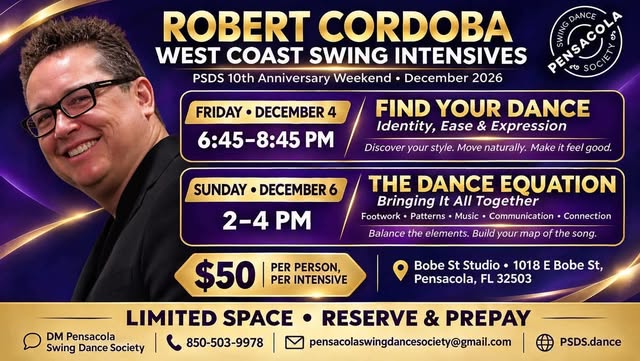 ROBERT CORDOBA
WEST COAST SWING INTENSIVES
PSDS 10th Anniversary Weekend • December 2026
SWING DANCE
PENSACOLA
SOCIETY
FRIDAY • DECEMBER 4
6:45–8:45 PM
FIND YOUR DANCE
Identity, Ease & Expression
Discover your style. Move naturally. Make it feel good.
SUNDAY • DECEMBER 6
2–4 PM
THE DANCE EQUATION
Bringing It All Together
Footwork • Patterns • Music • Communication • Connection
Balance the elements. Build your map of the song.
$50
PER PERSON,
PER INTENSIVE
Bobe St Studio • 1018 E Bobe St,
Pensacola, FL 32503
LIMITED SPACE • RESERVE & PREPAY
DM Pensacola
Swing Dance Society
850-503-9978
pensacolaswingdancesociety@gmail.com
PSDS.dance